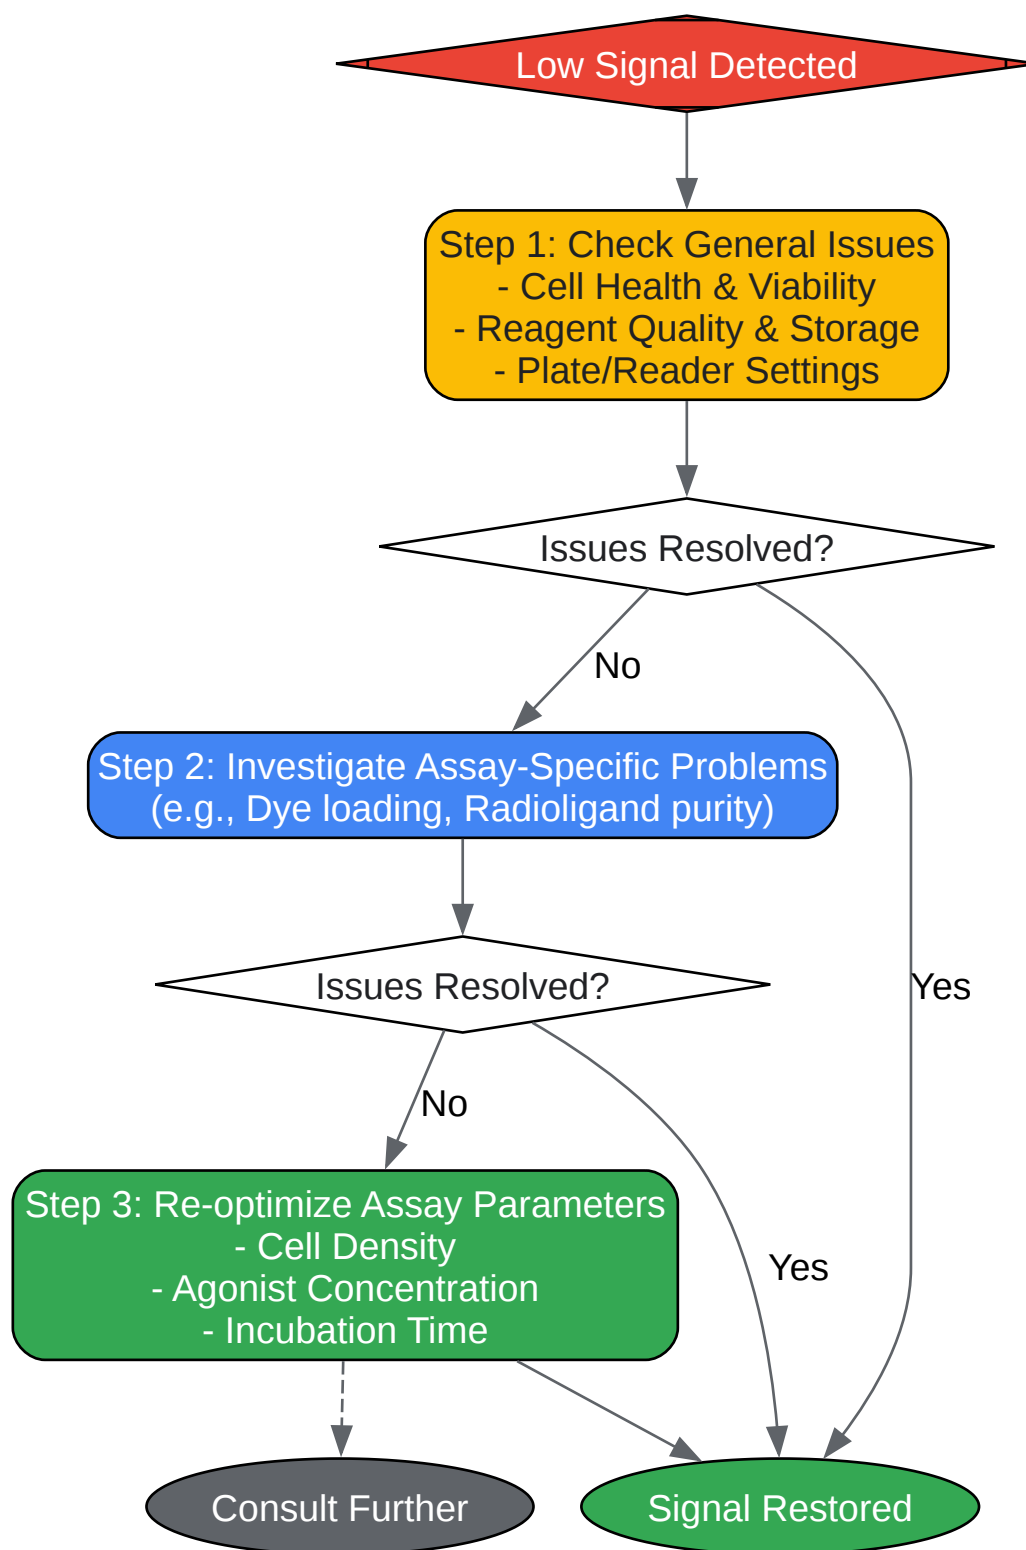 Low Signal Detected
Step 1: Check General Issues
- Cell Health & Viability
- Reagent Quality & Storage
- Plate/Reader Settings
Issues Resolved?
No
Step 2: Investigate Assay-Specific Problems
(e.g., Dye loading, Radioligand purity)
Issues Resolved?
Yes
No
Step 3: Re-optimize Assay Parameters
- Cell Density
- Agonist Concentration
- Incubation Time
Yes
Consult Further
Signal Restored